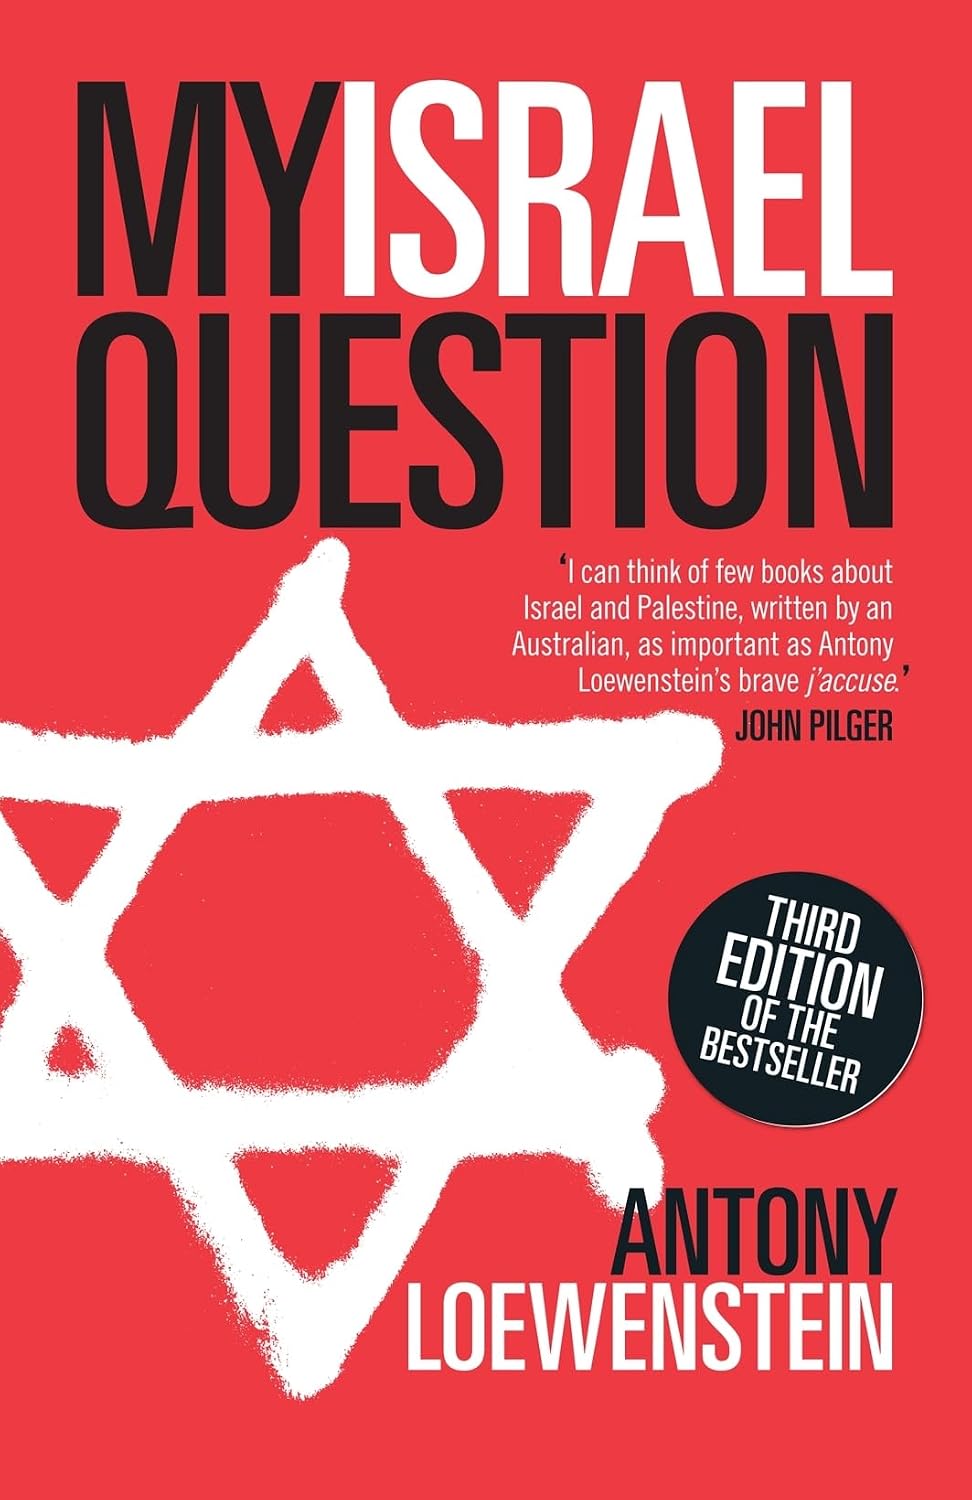 MYISRAEL
QUESTION
‘I can think of few books about
Israel and Palestine, written by an
Australian, as important as Antony
Loewenstein’s brave j’accuse.’
JOHN PILGER
THIRD
EDITION
OF THE
BESTSELLER
ANTONY
LOEWENSTEIN